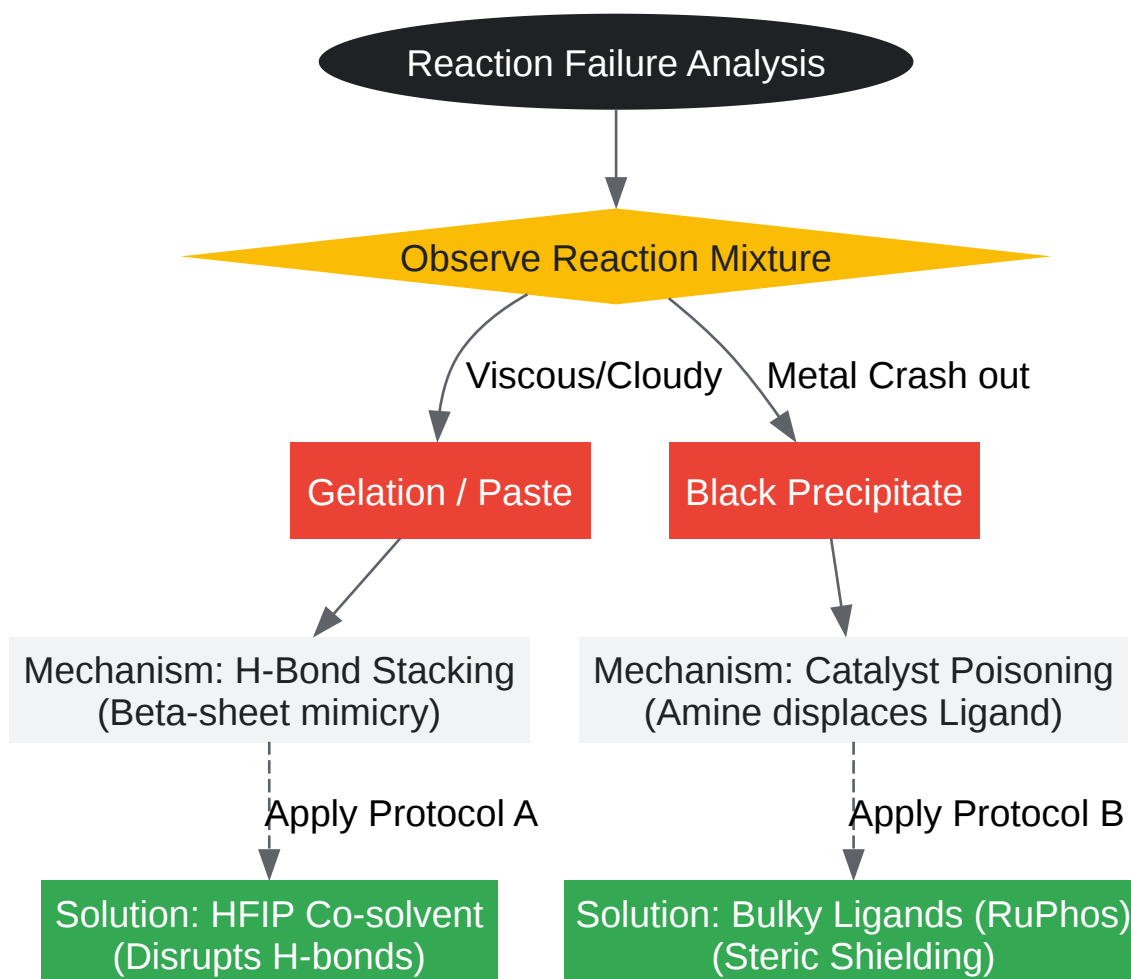 Reaction Failure Analysis
Observe Reaction Mixture
Viscous/Cloudy
Metal Crash out
Gelation / Paste
Black Precipitate
Mechanism: H-Bond Stacking
(Beta-sheet mimicry)
Mechanism: Catalyst Poisoning
(Amine displaces Ligand)
Apply Protocol A
Apply Protocol B
Solution: HFIP Co-solvent
(Disrupts H-bonds)
Solution: Bulky Ligands (RuPhos)
(Steric Shielding)